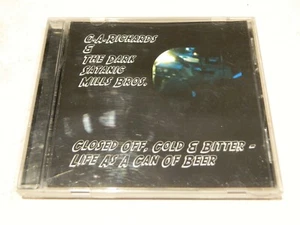 C.A. Richards
&
The Dark
Satanic
Mills Bros.
Closed Off, Cold & Bitter -
Life As A Can Of Beer